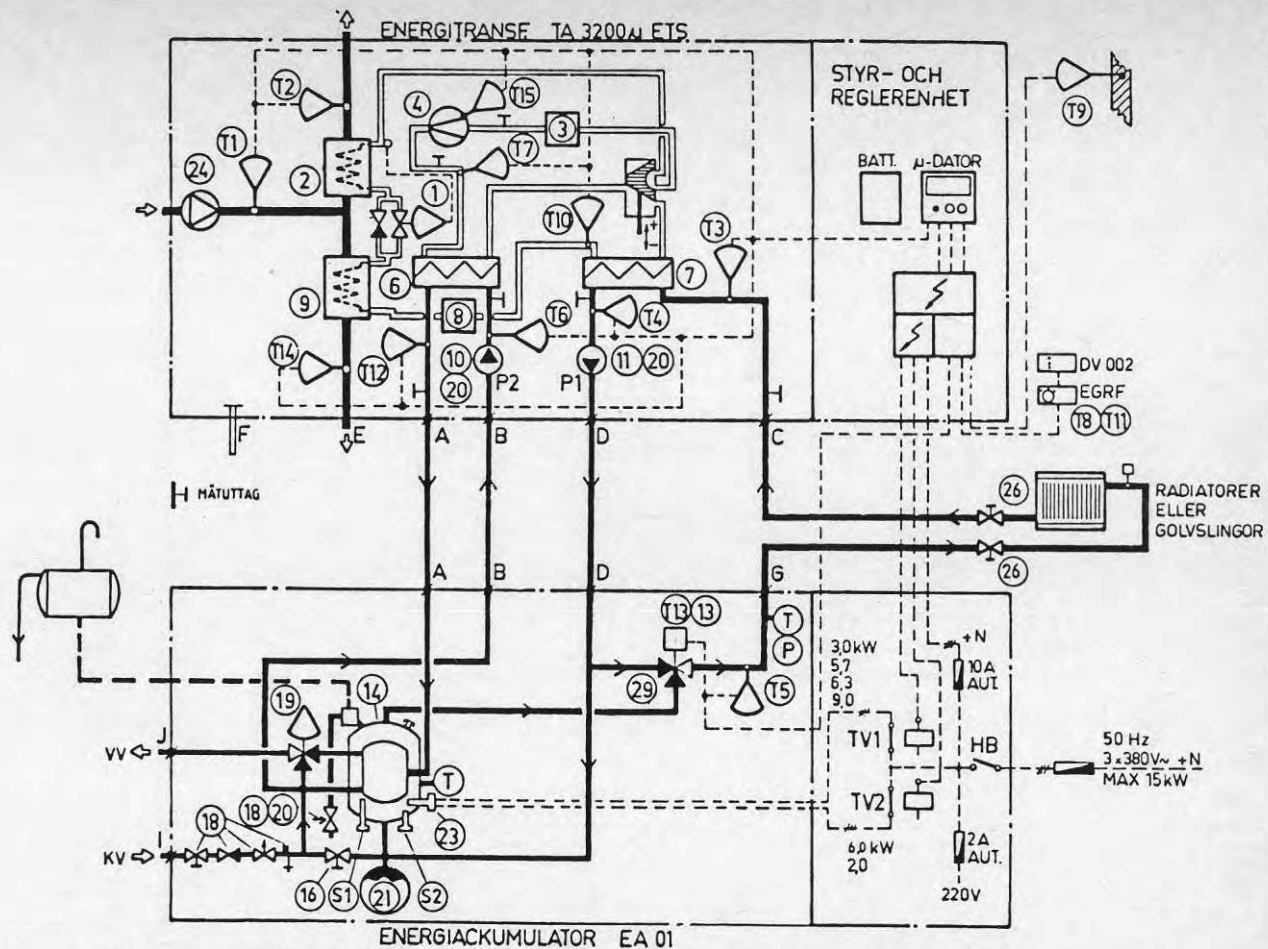 ENERGITRANSE TA 3200µ ETS
STYR- OCH
REGLERENHET
BATT.
µ-DATOR
T9
T2
T1
24
2
4
T15
3
1
T7
T10
T3
6
7
9
8
T6
T4
T14
T12
10
20
P2
P1
11
20
DV 002
EGRF
T8
T11
F
E
A
B
D
C
MÄTUTTAG
26
RADIATORER
ELLER
GOLVSLINGOR
26
A
B
D
G
T13
13
T
P
29
T5
3,0 kW
5,7
6,3
9,0
+N
10A
AUT.
19
14
J
VV
T
TV1
HB
50 Hz
3×380V~ +N
MAX 15kW
TV2
18
18
20
23
I
KV
16
S1
21
S2
6,0 kW
2,0
2A
AUT.
220V
ENERGIACKUMULATOR EA 01
+
−